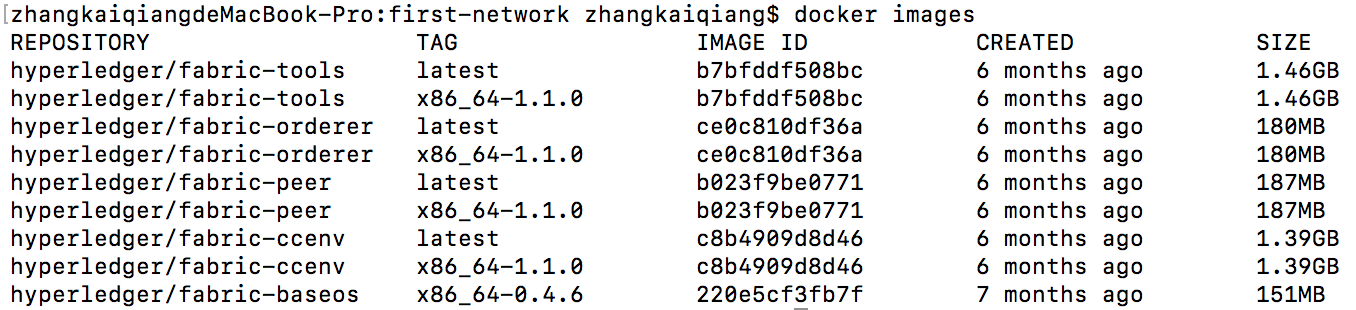 [zhangkaiqiangdeMacBook-Pro:first-network zhangkaiqiang$ docker images
REPOSITORY TAG IMAGE ID CREATED SIZE
hyperledger/fabric-tools latest b7bfddf508bc 6 months ago 1.46GB
hyperledger/fabric-tools x86_64-1.1.0 b7bfddf508bc 6 months ago 1.46GB
hyperledger/fabric-orderer latest ce0c810df36a 6 months ago 180MB
hyperledger/fabric-orderer x86_64-1.1.0 ce0c810df36a 6 months ago 180MB
hyperledger/fabric-peer latest b023f9be0771 6 months ago 187MB
hyperledger/fabric-peer x86_64-1.1.0 b023f9be0771 6 months ago 187MB
hyperledger/fabric-ccenv latest c8b4909d8d46 6 months ago 1.39GB
hyperledger/fabric-ccenv x86_64-1.1.0 c8b4909d8d46 6 months ago 1.39GB
hyperledger/fabric-baseos x86_64-0.4.6 220e5cf3fb7f 7 months ago 151MB